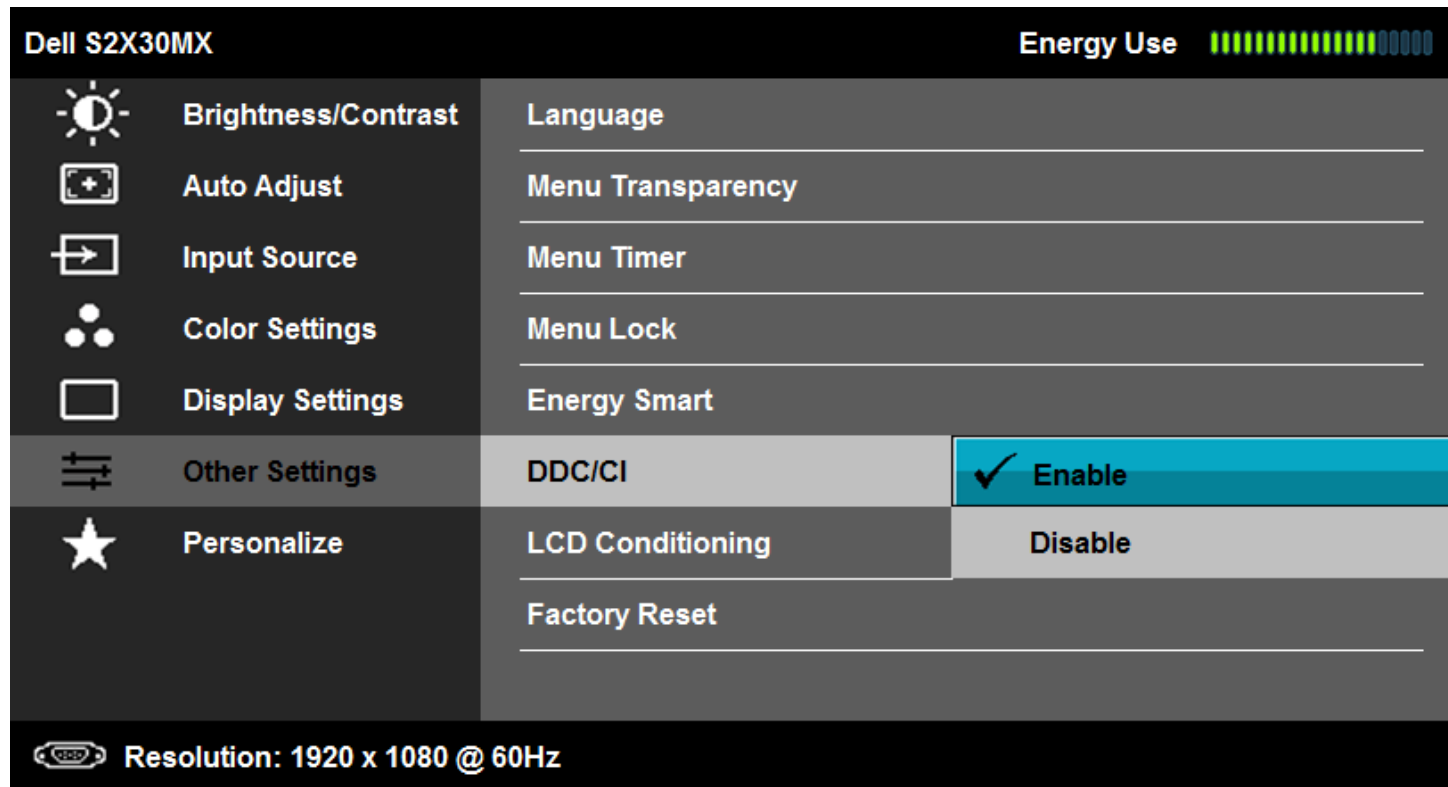 Dell S2X30MX Energy Use
Brightness/Contrast Language
Auto Adjust Menu Transparency
Input Source Menu Timer
Color Settings Menu Lock
Display Settings Energy Smart
Other Settings DDC/CI Enable
Personalize LCD Conditioning Disable
Factory Reset
Resolution: 1920 x 1080 @ 60Hz